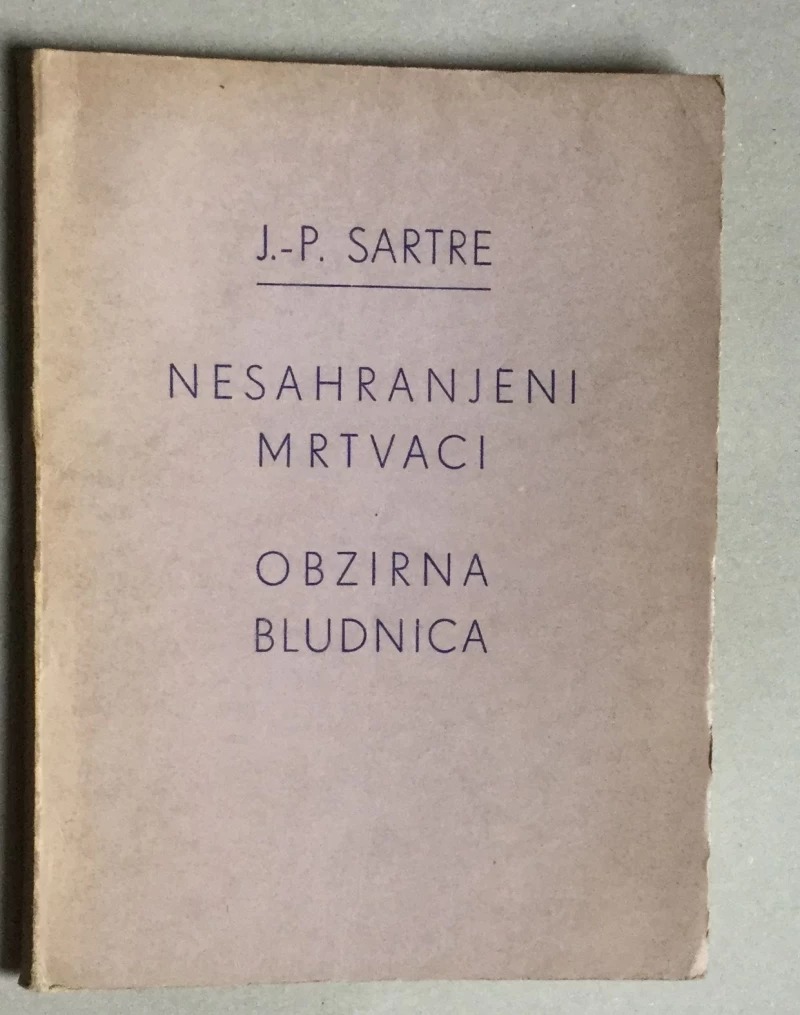 J.-P. SARTRE
NESAHRANJENI
MRTVACI
OBZIRNA
BLUDNICA